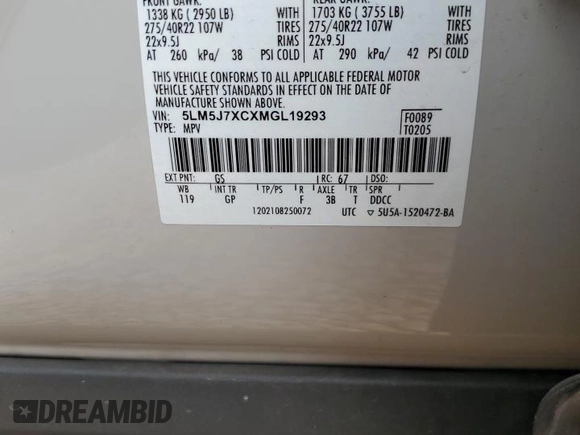 FRONT GAWR: REAR GAWR:
1338 KG ( 2950 LB) WITH 1703 KG ( 3755 LB) WITH
275/40R22 107W TIRES 275/40R22 107W TIRES
22x9.5J RIMS 22x9.5J RIMS
AT 260 kPa/ 38 PSI COLD AT 290 kPa/ 42 PSI COLD
THIS VEHICLE CONFORMS TO ALL APPLICABLE FEDERAL MOTOR
VEHICLE SAFETY STANDARDS IN EFFECT ON THE DATE OF
MANUFACTURE SHOWN ABOVE.
VIN: 5LM5J7XCXMGL19293 F0089
TYPE: MPV T0205
EXT PNT: GS RC: 67 DSO:
WB INT TR TP/PS R AXLE TR SPR
119 GP F 3B T DDCC
1202108250072 UTC ▽ 5U5A-1520472-BA
DREAMBID